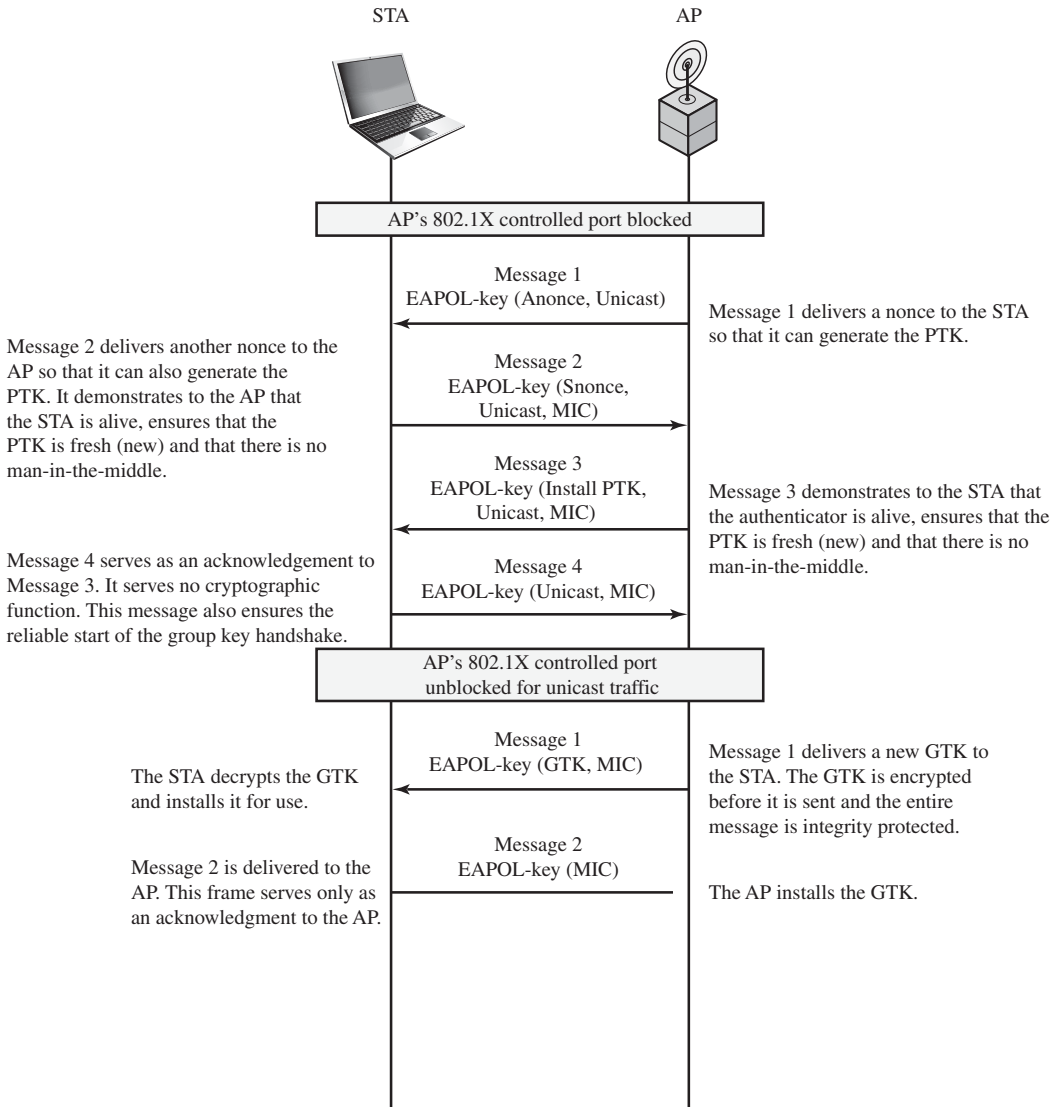 STA
AP
AP's 802.1X controlled port blocked
Message 1
EAPOL-key (Anonce, Unicast)
Message 1 delivers a nonce to the STA
so that it can generate the PTK.
Message 2 delivers another nonce to the
AP so that it can also generate the
PTK. It demonstrates to the AP that
the STA is alive, ensures that the
PTK is fresh (new) and that there is no
man-in-the-middle.
Message 2
EAPOL-key (Snonce,
Unicast, MIC)
Message 3
EAPOL-key (Install PTK,
Unicast, MIC)
Message 3 demonstrates to the STA that
the authenticator is alive, ensures that the
PTK is fresh (new) and that there is no
man-in-the-middle.
Message 4 serves as an acknowledgement to
Message 3. It serves no cryptographic
function. This message also ensures the
reliable start of the group key handshake.
Message 4
EAPOL-key (Unicast, MIC)
AP's 802.1X controlled port
unblocked for unicast traffic
Message 1
EAPOL-key (GTK, MIC)
Message 1 delivers a new GTK to
the STA. The GTK is encrypted
before it is sent and the entire
message is integrity protected.
The STA decrypts the GTK
and installs it for use.
Message 2
EAPOL-key (MIC)
Message 2 is delivered to the
AP. This frame serves only as
an acknowledgment to the AP.
The AP installs the GTK.